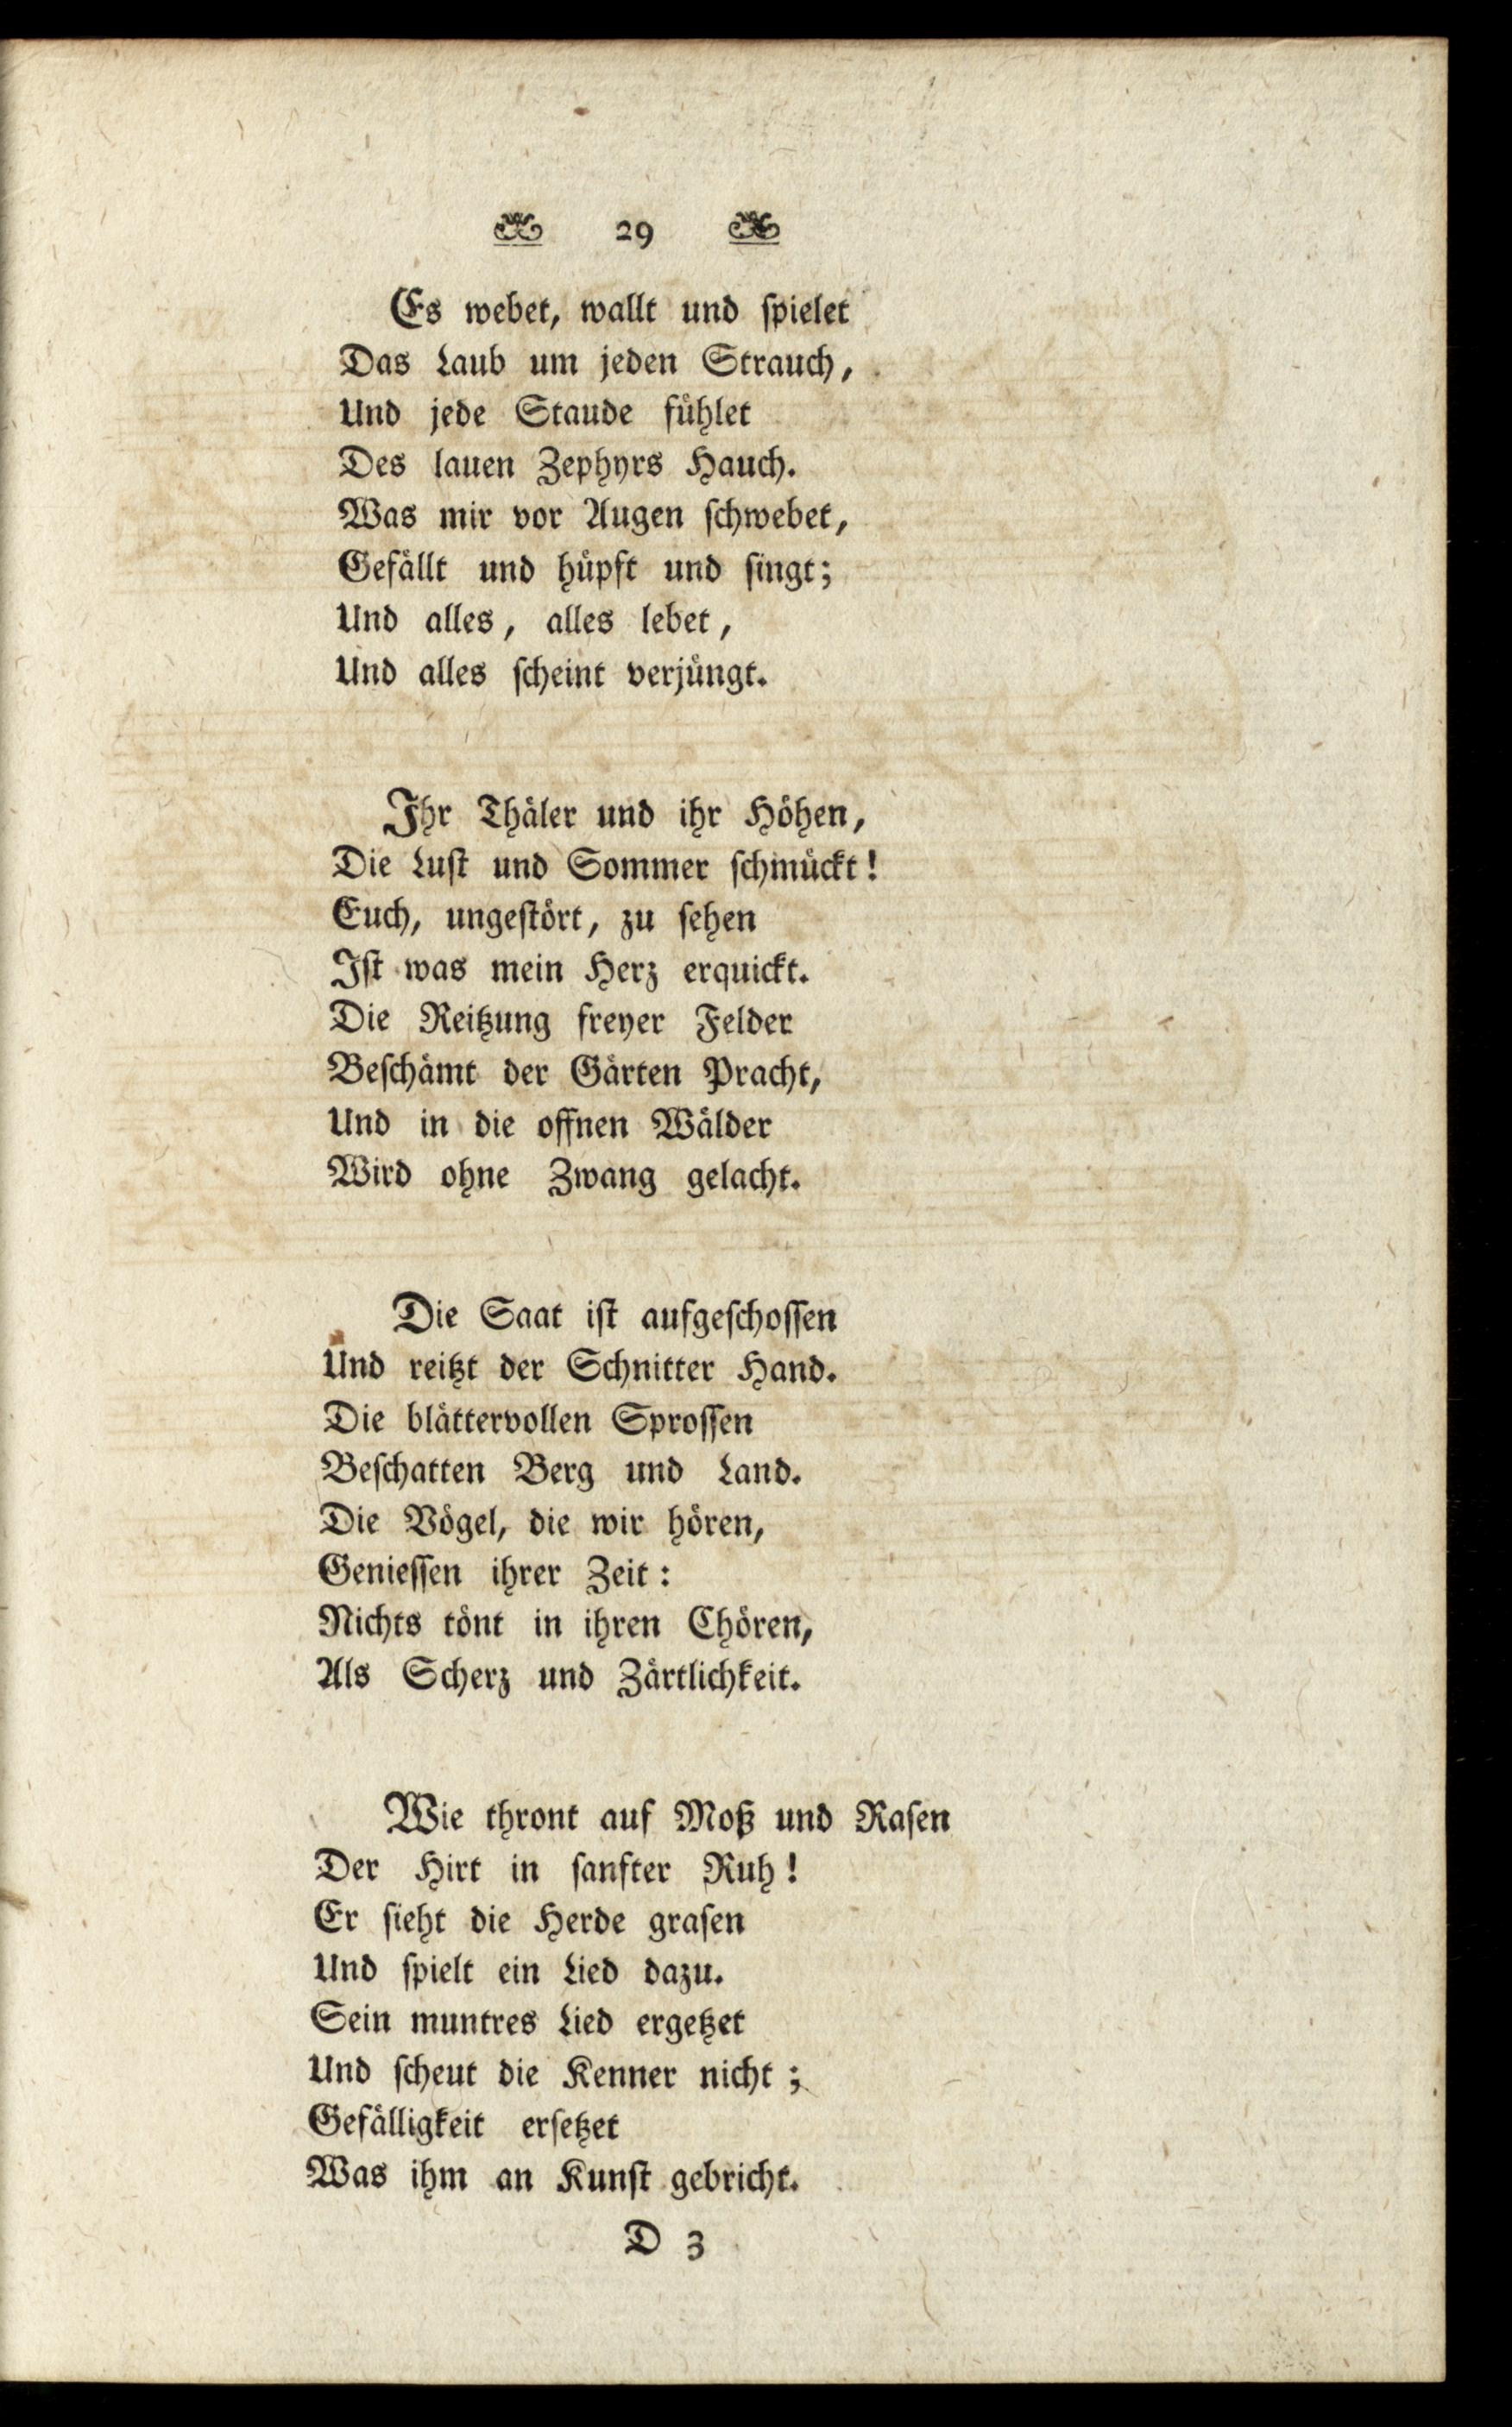 29
Es webet, wallt und ſpielet
Das Laub um jeden Strauch,
Und jede Staude fühlet
Des lauen Zephyrs Hauch.
Was mir vor Augen ſchwebet,
Gefällt und hüpft und ſingt;
Und alles, alles lebet,
Und alles ſcheint verjüngt.
Ihr Thäler und ihr Höhen,
Die Luſt und Sommer ſchmückt!
Euch, ungeſtört, zu ſehen
Iſt was mein Herz erquickt.
Die Reitzung freyer Felder
Beſchämt der Gärten Pracht,
Und in die offnen Wälder
Wird ohne Zwang gelacht.
Die Saat iſt aufgeſchoſſen
Und reitzt der Schnitter Hand.
Die blättervollen Sproſſen
Beſchatten Berg und Land.
Die Vögel, die wir hören,
Genieſſen ihrer Zeit:
Nichts tönt in ihren Chören,
Als Scherz und Zärtlichkeit.
Wie thront auf Moß und Raſen
Der Hirt in ſanfter Ruh!
Er ſieht die Herde graſen
Und ſpielt ein Lied dazu.
Sein muntres Lied ergetzet
Und ſcheut die Kenner nicht;
Gefälligkeit erſetzet
Was ihm an Kunſt gebricht.
D 3